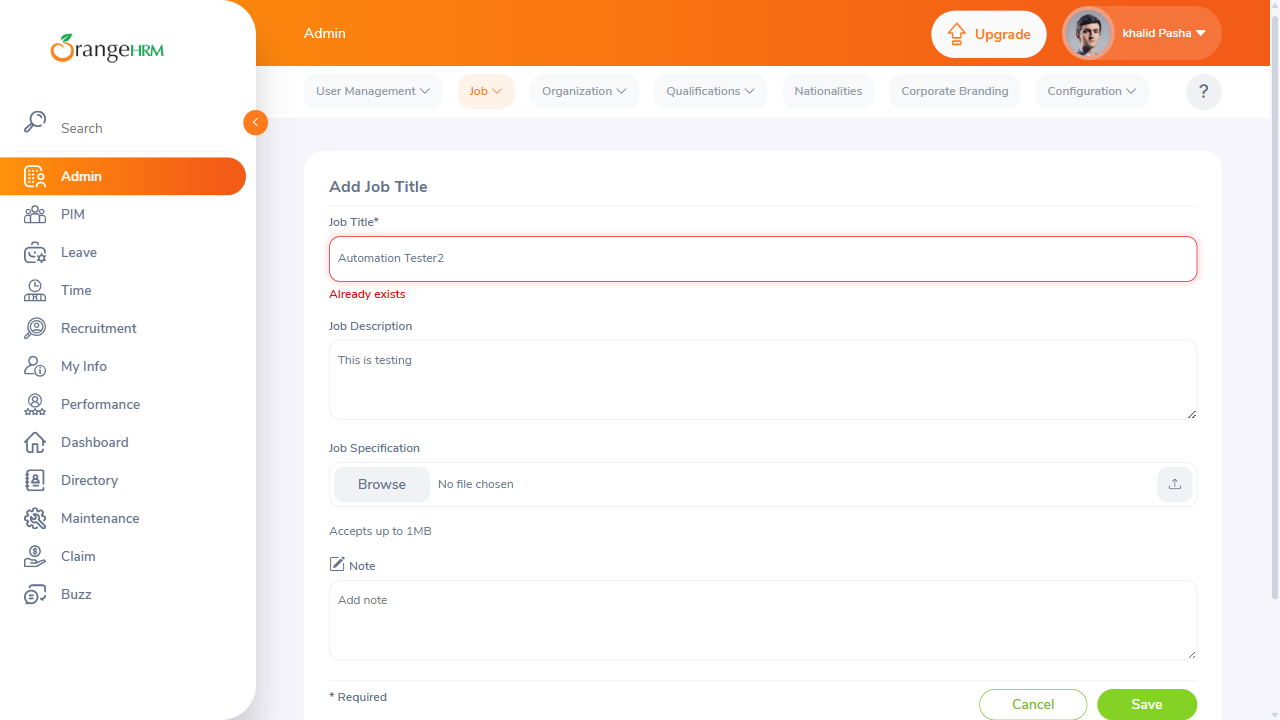 OrangeHRM
Admin
Upgrade
khalid Pasha
User Management
Job
Organization
Qualifications
Nationalities
Corporate Branding
Configuration
?
Search
Admin
PIM
Leave
Time
Recruitment
My Info
Performance
Dashboard
Directory
Maintenance
Claim
Buzz
Add Job Title
Job Title*
Automation Tester2
Already exists
Job Description
This is testing
Job Specification
Browse
No file chosen
Accepts up to 1MB
Note
Add note
* Required
Cancel
Save